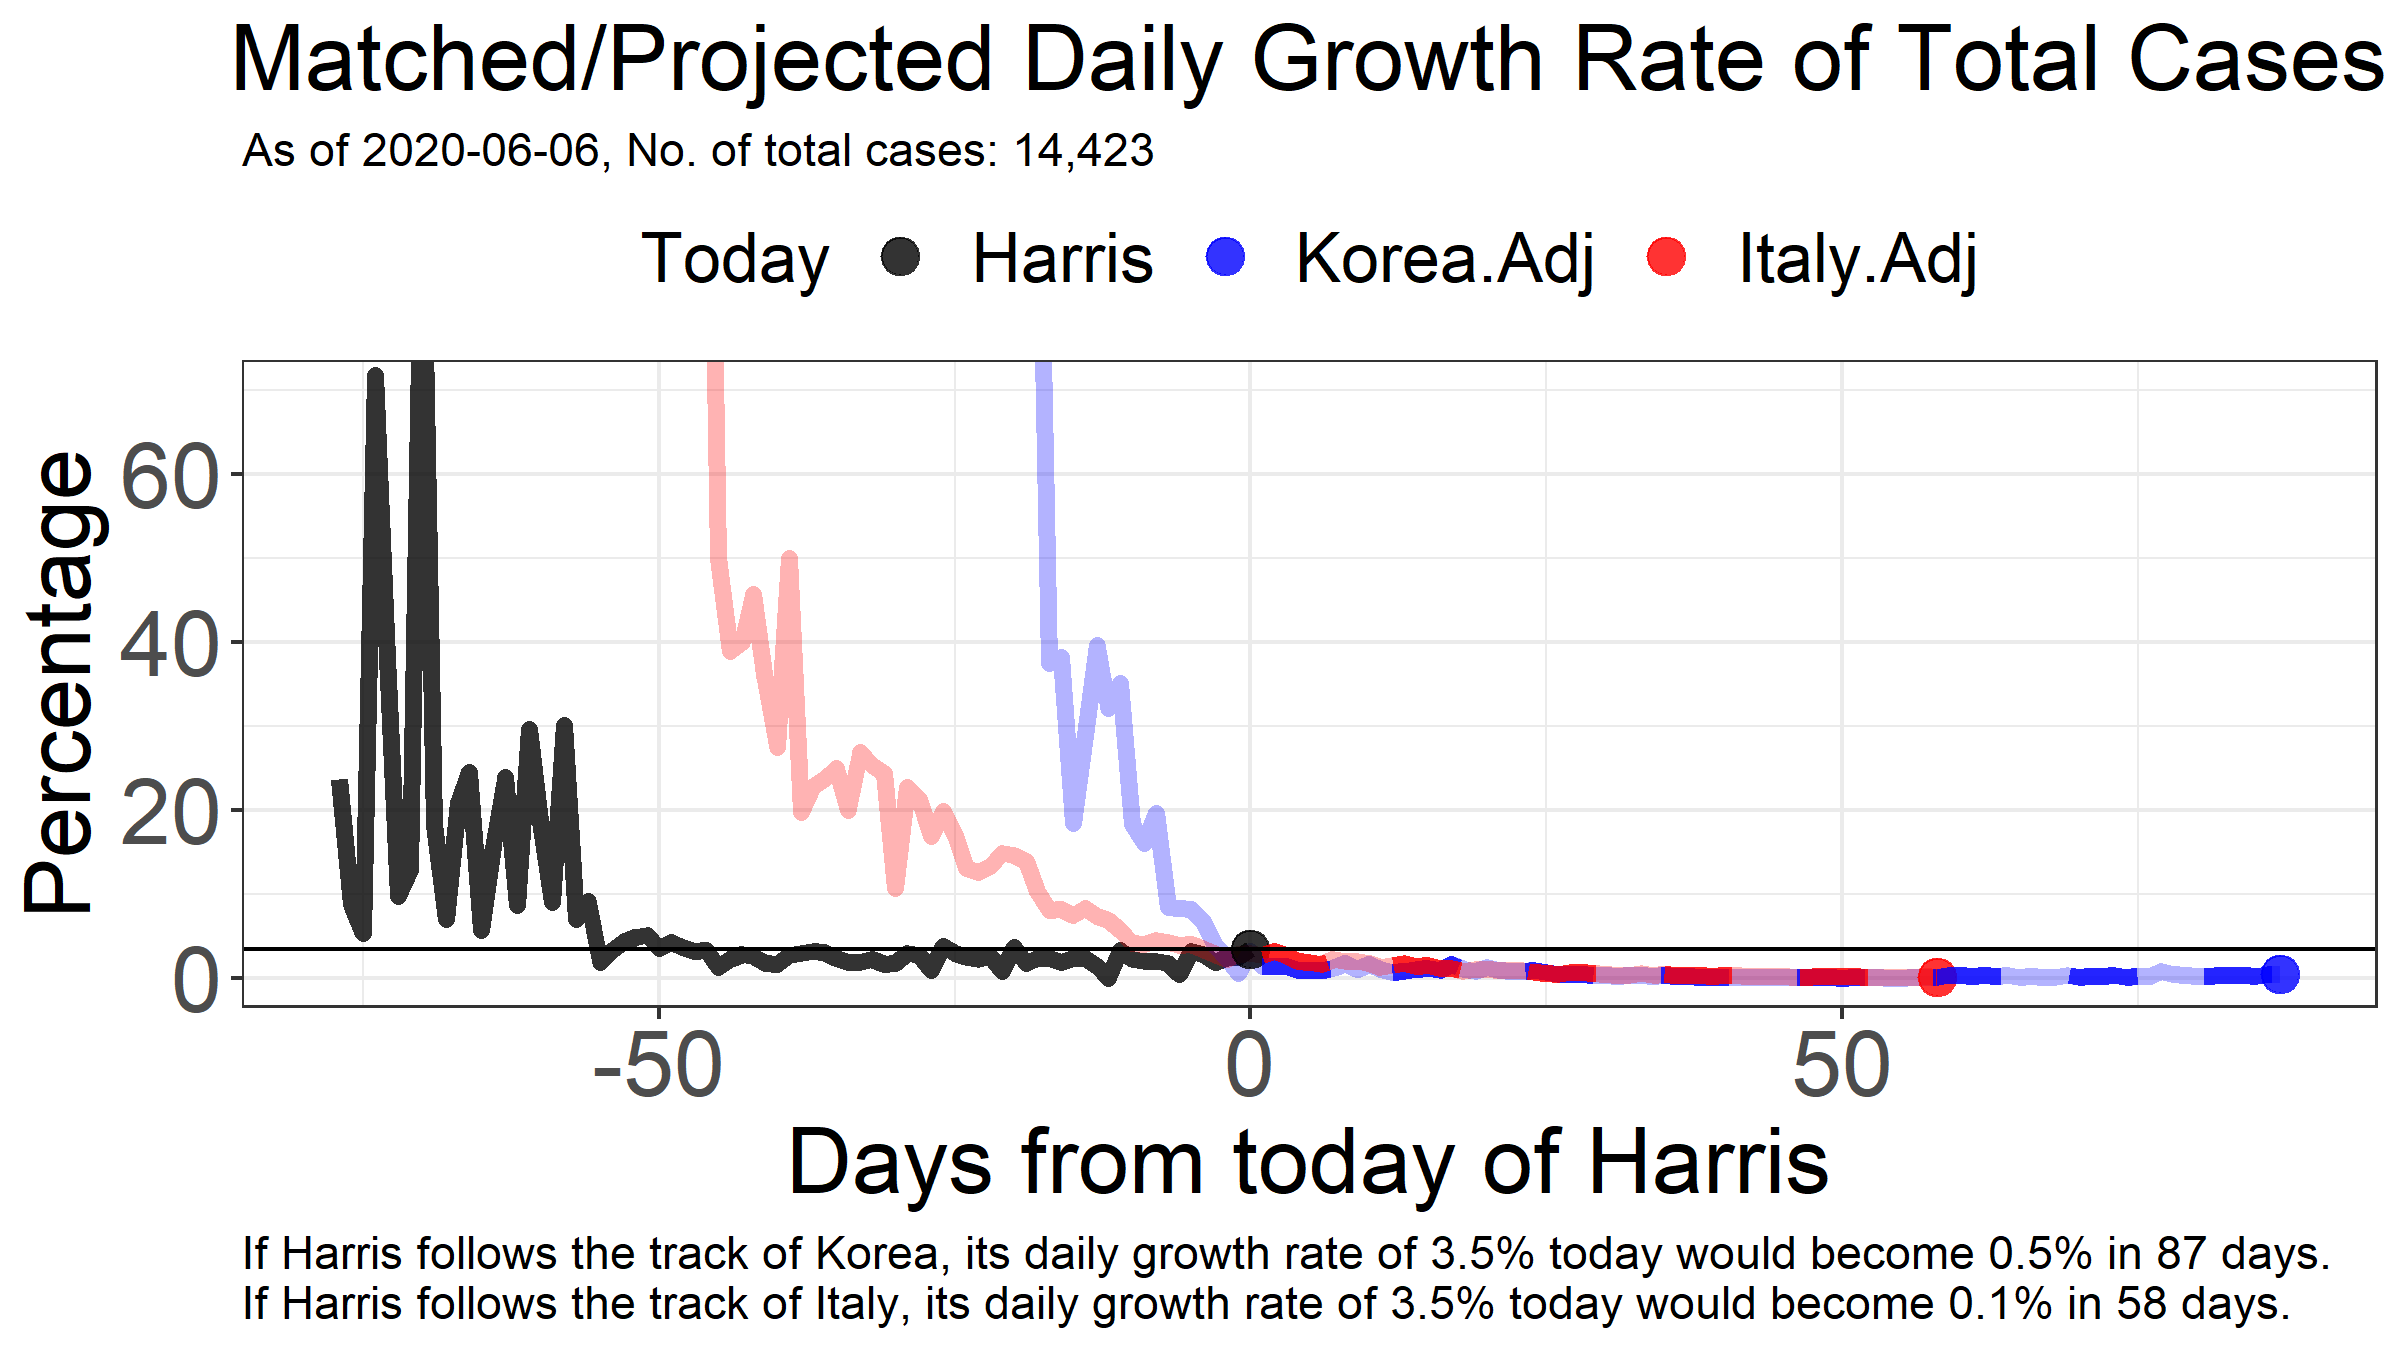 Matched/Projected Daily Growth Rate of Total Cases
As of 2020-06-06, No. of total cases: 14,423
Today Harris Korea.Adj Italy.Adj
Percentage
60
40
20
0
-50 0 50
Days from today of Harris
If Harris follows the track of Korea, its daily growth rate of 3.5% today would become 0.5% in 87 days.
If Harris follows the track of Italy, its daily growth rate of 3.5% today would become 0.1% in 58 days.